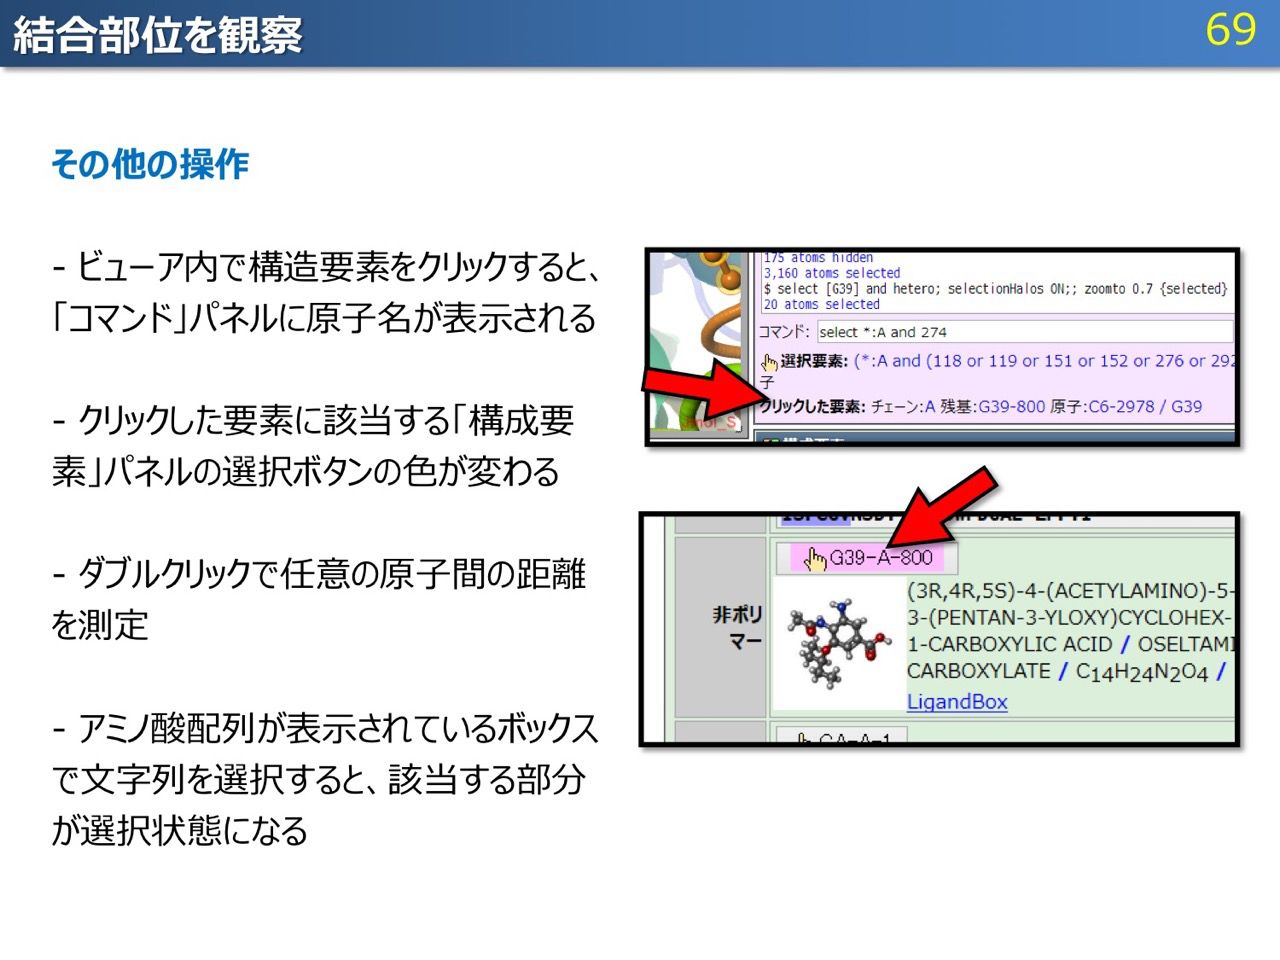 結合部位を観察
69
その他の操作
- ビューア内で構造要素をクリックすると、
「コマンド」パネルに原子名が表示される
- クリックした要素に該当する「構成要
素」パネルの選択ボタンの色が変わる
- ダブルクリックで任意の原子間の距離
を測定
- アミノ酸配列が表示されているボックス
で文字列を選択すると、該当する部分
が選択状態になる
175 atoms hidden
3,160 atoms selected
$ select [G39] and hetero; selectionHalos ON;; zoomto 0.7 {selected}
20 atoms selected
コマンド: select *:A and 274
選択要素: (*:A and (118 or 119 or 151 or 152 or 276 or 292
子
クリックした要素: チェーン:A 残基:G39-800 原子:C6-2978 / G39
G39-A-800
非ポリ
マー
(3R,4R,5S)-4-(ACETYLAMINO)-5-
3-(PENTAN-3-YLOXY)CYCLOHEX-
1-CARBOXYLIC ACID / OSELTAMI
CARBOXYLATE / C14H24N2O4 /
LigandBox
CA-A-1